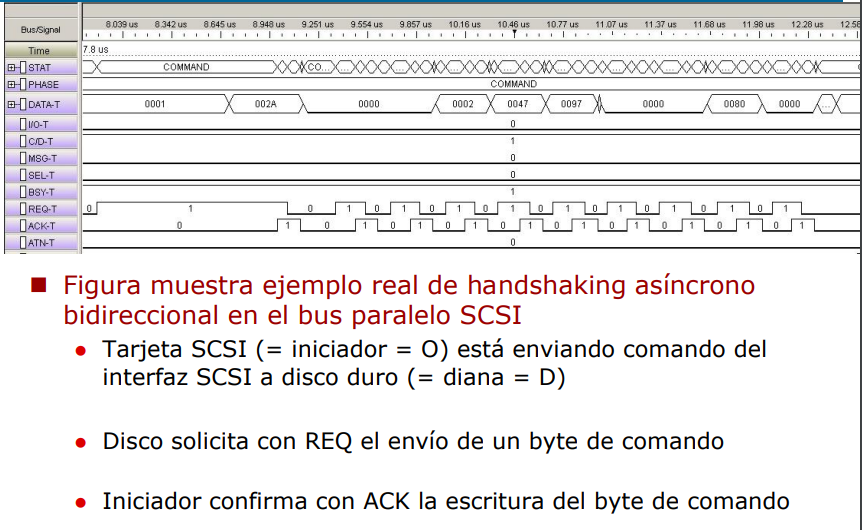 Bus/Signal 8.039 us 8.342 us 8.645 us 8.948 us 9.251 us 9.554 us 9.857 us 10.16 us 10.46 us 10.77 us 11.07 us 11.37 us 11.68 us 11.98 us 12.28 us 12.58
Time 7.8 us
STAT COMMAND CO... ... ... ... ... ... ... ... ...
PHASE COMMAND
DATA-T 0001 002A 0000 0002 0047 0097 0000 0080 0000 ...
I/O-T 0
C/D-T 1
MSG-T 0
SEL-T 0
BSY-T 1
REQ-T 0 1 0 1 0 1 0 1 0 1 0 1 0 1 0 1 0 1 0 1
ACK-T 0 1 0 1 0 1 0 1 0 1 0 1 0 1 0 1 0 1 0 1
ATN-T 0
Figura muestra ejemplo real de handshaking asíncrono
bidireccional en el bus paralelo SCSI
Tarjeta SCSI (= iniciador = O) está enviando comando del
interfaz SCSI a disco duro (= diana = D)
Disco solicita con REQ el envío de un byte de comando
Iniciador confirma con ACK la escritura del byte de comando